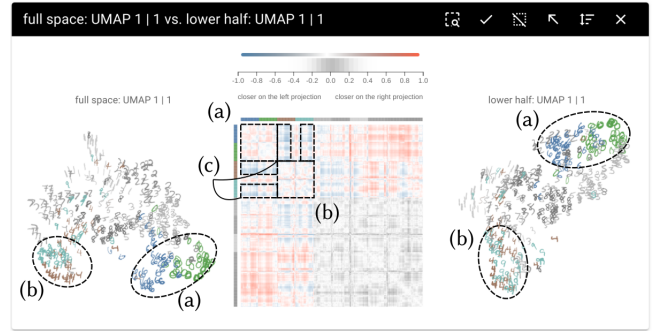 full space: UMAP 1 | 1 vs. lower half: UMAP 1 | 1
-1.0 -0.8 -0.6 -0.4 -0.2 0.0 0.2 0.4 0.6 0.8 1.0
closer on the left projection closer on the right projection
full space: UMAP 1 | 1
lower half: UMAP 1 | 1
(a)
(a)
(c)
(b)
(b)
(b)
(a)